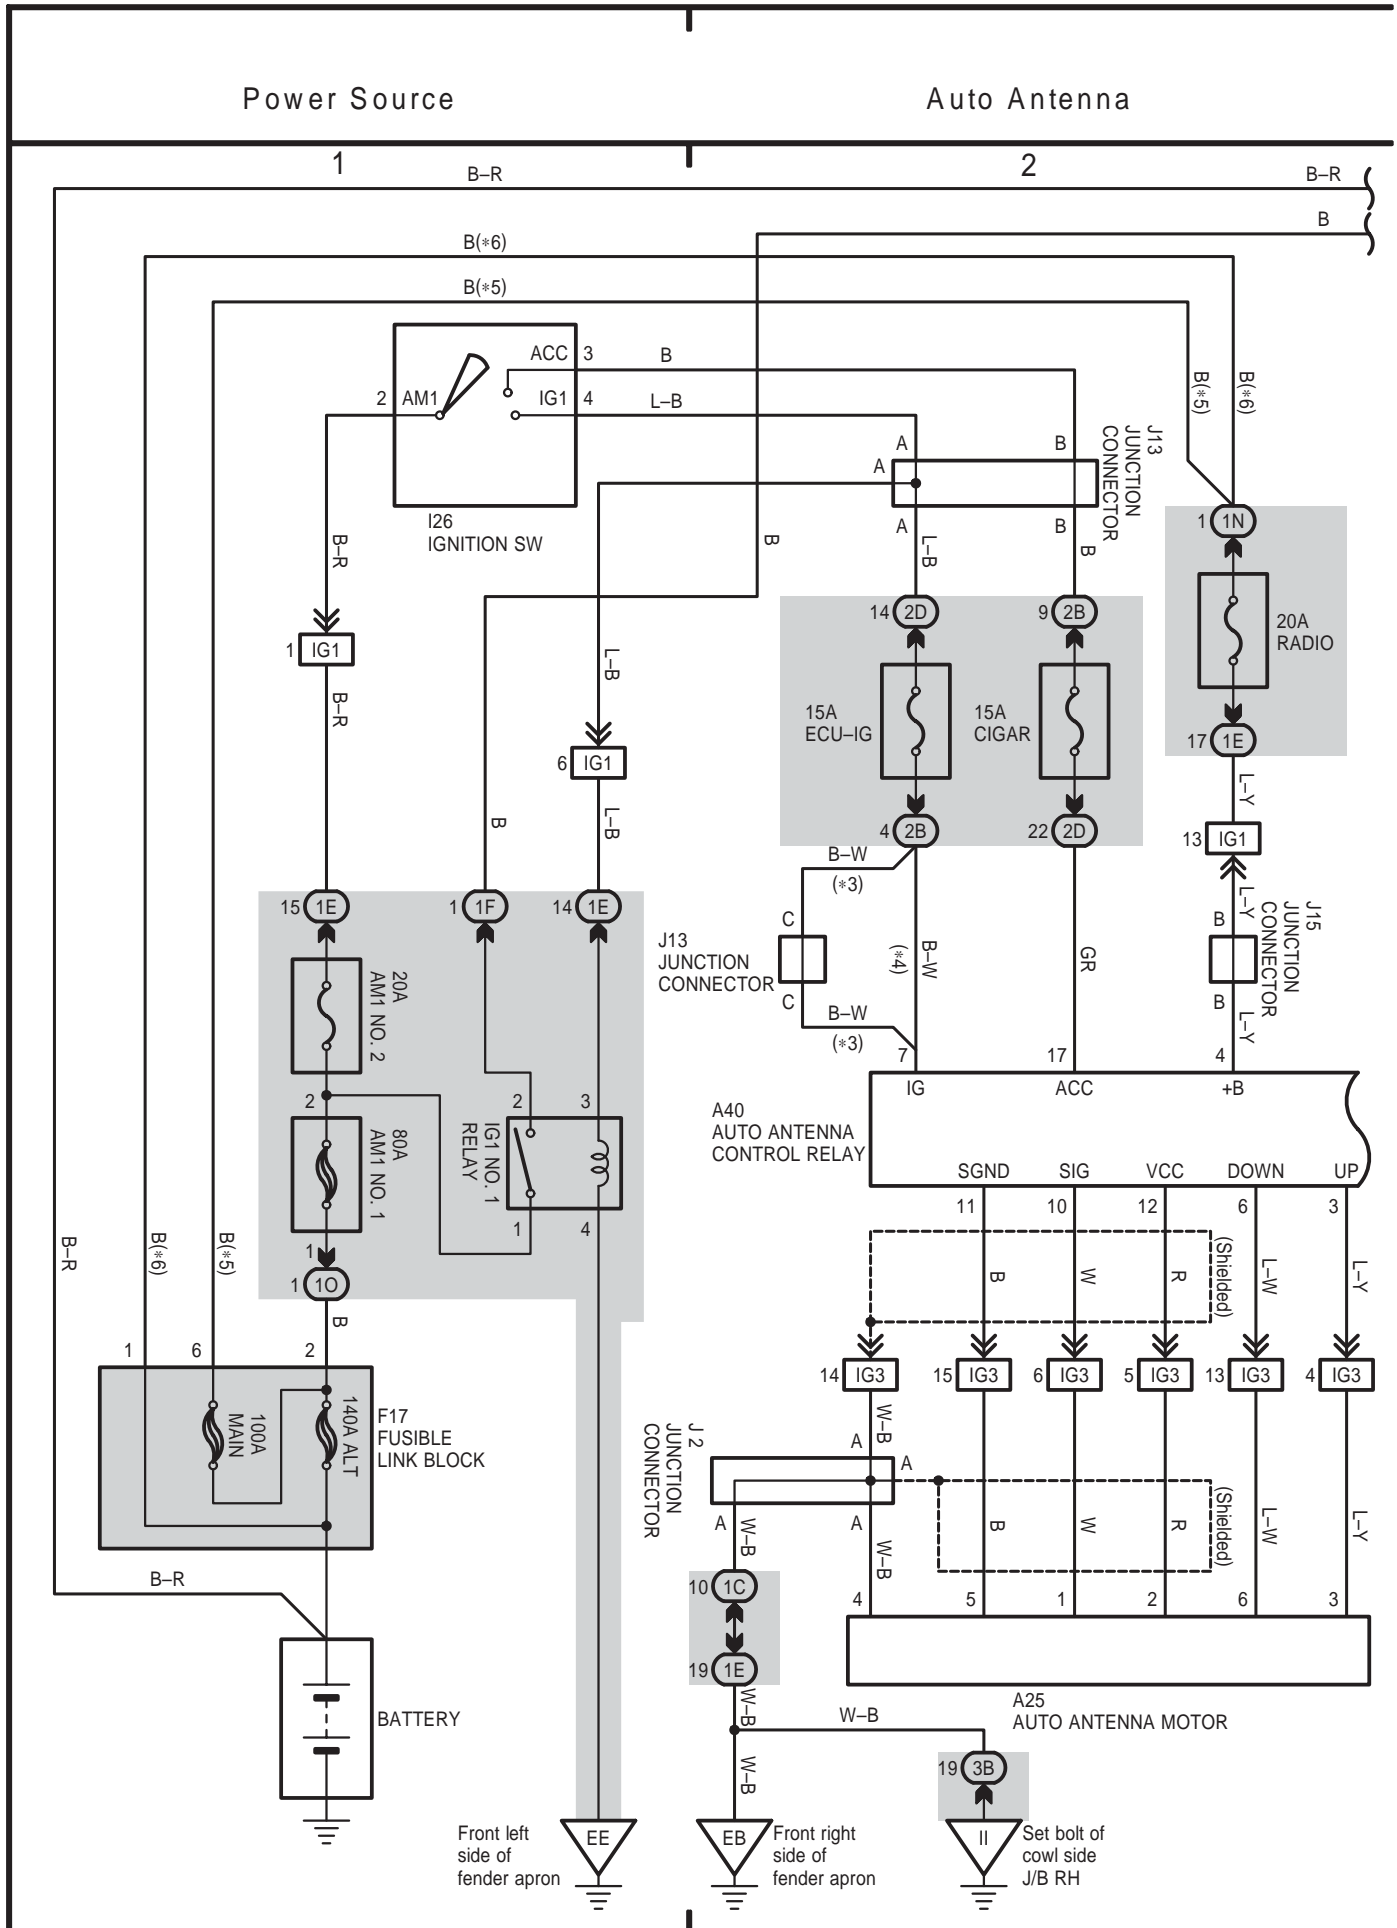 Power Source
Auto Antenna
1
2
B–R
B–R
B
B(∗6)
B(∗5)
ACC
3
B
2
AM1
IG1
4
L–B
B(∗5)
B(∗6)
A
B
J13
JUNCTION
CONNECTOR
A
A
B
I26
IGNITION SW
1
1N
B–R
B
L–B
B
14
2D
9
2B
20A
RADIO
1
IG1
L–B
B–R
15A
ECU–IG
15A
CIGAR
17
1E
6
IG1
L–Y
B
L–B
4
2B
22
2D
13
IG1
B–W
(∗3)
L–Y
J15
JUNCTION
CONNECTOR
15
1E
1
1F
14
1E
C
B
J13
JUNCTION
CONNECTOR
B–W
(∗4)
GR
20A
AM1 NO. 2
C
B
B–W
(∗3)
L–Y
7
17
4
IG
ACC
+B
2
2
3
A40
AUTO ANTENNA
CONTROL RELAY
80A
AM1 NO. 1
IG1 NO. 1
RELAY
SGND
SIG
VCC
DOWN
UP
11
10
12
6
3
1
4
B–R
B(∗6)
B(∗5)
1
1
1O
B
W
R
(Shielded)
L–W
L–Y
B
1
6
2
14
IG3
15
IG3
6
IG3
5
IG3
13
IG3
4
IG3
100A
MAIN
140A ALT
F17
FUSIBLE
LINK BLOCK
J 2
JUNCTION
CONNECTOR
W–B
A
A
A
W–B
A
W–B
B
W
R
(Shielded)
L–W
L–Y
B–R
10
1C
4
5
1
2
6
3
19
1E
BATTERY
W–B
W–B
A25
AUTO ANTENNA MOTOR
W–B
19
3B
Front left
side of
fender apron
EE
EB
Front right
side of
fender apron
II
Set bolt of
cowl side
J/B RH